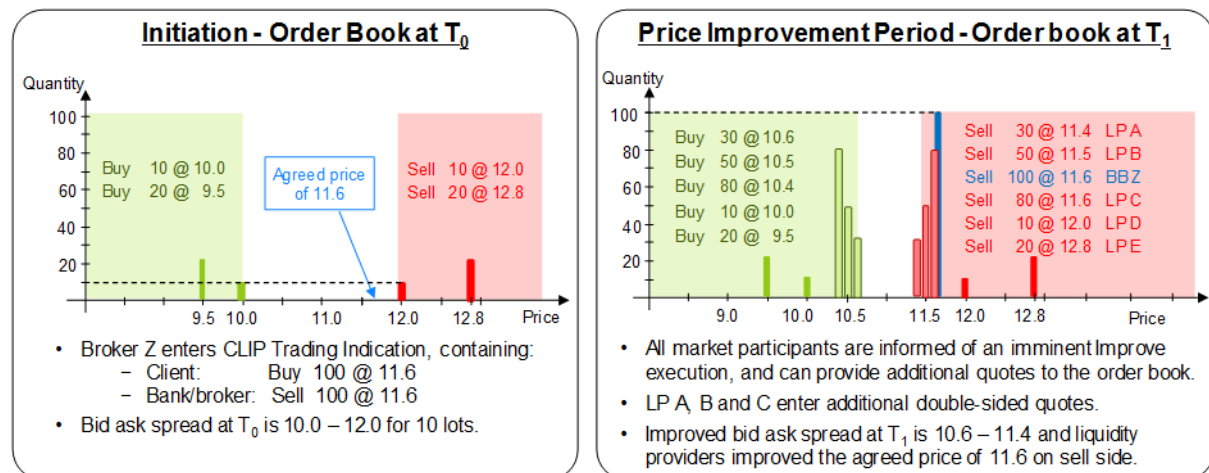 Initiation - Order Book at T0
Quantity
100
80
60
40
20
Buy 10 @ 10.0
Buy 20 @ 9.5
Agreed price
of 11.6
Sell 10 @ 12.0
Sell 20 @ 12.8
9.5 10.0 11.0 12.0 12.8 Price
• Broker Z enters CLIP Trading Indication, containing:
– Client: Buy 100 @ 11.6
– Bank/broker: Sell 100 @ 11.6
• Bid ask spread at T0 is 10.0 – 12.0 for 10 lots.
Price Improvement Period - Order book at T1
Quantity
100
80
60
40
20
Buy 30 @ 10.6
Buy 50 @ 10.5
Buy 80 @ 10.4
Buy 10 @ 10.0
Buy 20 @ 9.5
Sell 30 @ 11.4 LPA
Sell 50 @ 11.5 LPB
Sell 100 @ 11.6 BBZ
Sell 80 @ 11.6 LPC
Sell 10 @ 12.0 LPD
Sell 20 @ 12.8 LPE
9.0 10.0 10.5 11.5 12.0 12.8 Price
• All market participants are informed of an imminent Improve
execution, and can provide additional quotes to the order book.
• LP A, B and C enter additional double-sided quotes.
• Improved bid ask spread at T1 is 10.6 – 11.4 and liquidity
providers improved the agreed price of 11.6 on sell side.